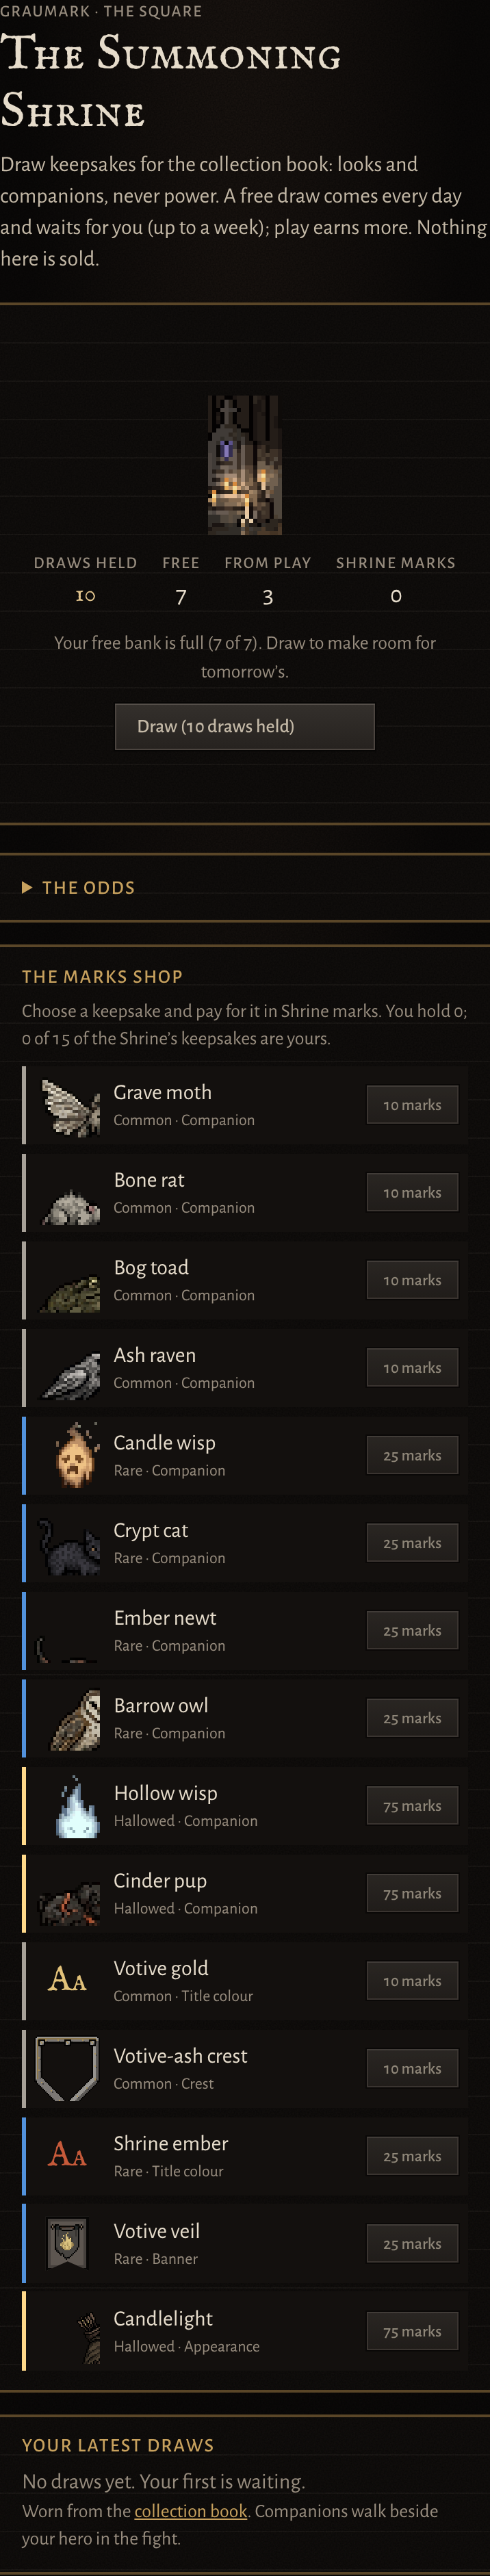 GRAUMARK · THE SQUARE
The Summoning
Shrine
Draw keepsakes for the collection book: looks and
companions, never power. A free draw comes every day
and waits for you (up to a week); play earns more. Nothing
here is sold.
DRAWS HELD FREE FROM PLAY SHRINE MARKS
10 7 3 0
Your free bank is full (7 of 7). Draw to make room for
tomorrow's.
Draw (10 draws held)
▶ THE ODDS
THE MARKS SHOP
Choose a keepsake and pay for it in Shrine marks. You hold 0;
0 of 15 of the Shrine's keepsakes are yours.
Grave moth
Common · Companion
10 marks
Bone rat
Common · Companion
10 marks
Bog toad
Common · Companion
10 marks
Ash raven
Common · Companion
10 marks
Candle wisp
Rare · Companion
25 marks
Crypt cat
Rare · Companion
25 marks
Ember newt
Rare · Companion
25 marks
Barrow owl
Rare · Companion
25 marks
Hollow wisp
Hallowed · Companion
75 marks
Cinder pup
Hallowed · Companion
75 marks
Aa
Votive gold
Common · Title colour
10 marks
Votive-ash crest
Common · Crest
10 marks
Aa
Shrine ember
Rare · Title colour
25 marks
Votive veil
Rare · Banner
25 marks
Candlelight
Hallowed · Appearance
75 marks
YOUR LATEST DRAWS
No draws yet. Your first is waiting.
Worn from the collection book. Companions walk beside
your hero in the fight.